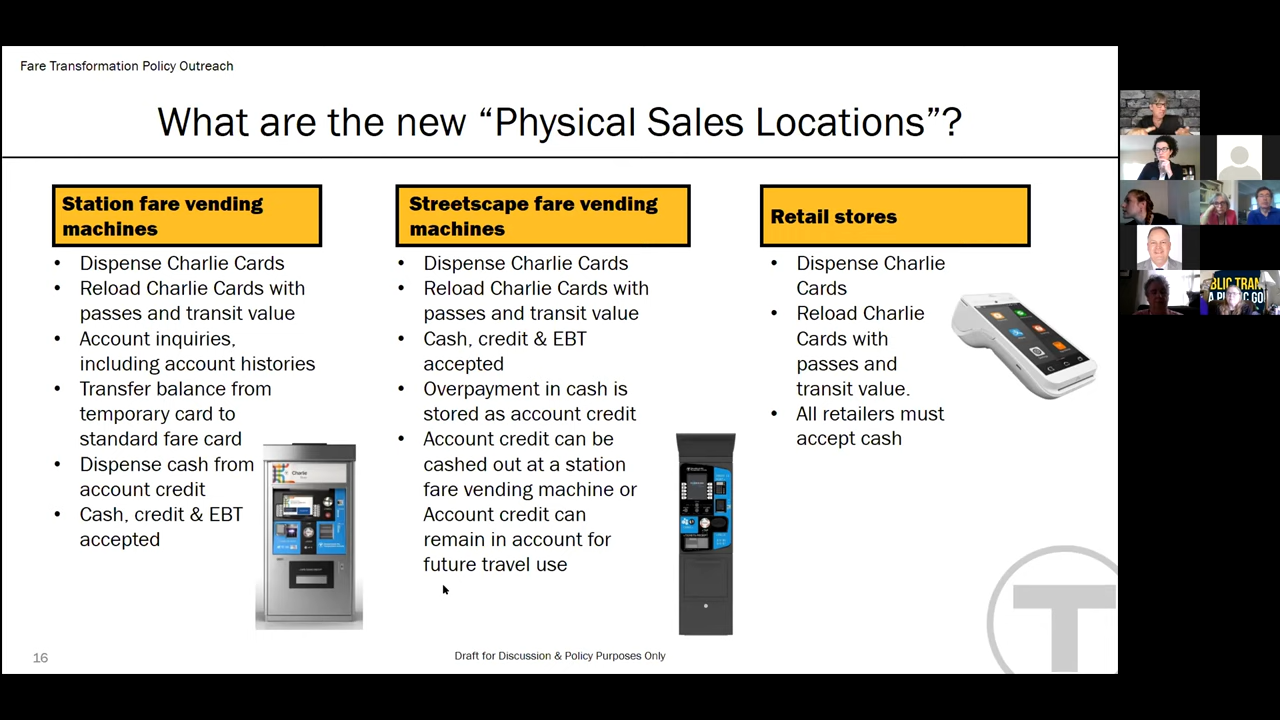 Fare Transformation Policy Outreach
What are the new “Physical Sales Locations”?
Station fare vending
machines
• Dispense Charlie Cards
• Reload Charlie Cards with
passes and transit value
• Account inquiries,
including account histories
• Transfer balance from
temporary card to
standard fare card
• Dispense cash from
account credit
• Cash, credit & EBT
accepted
Charlie
Streetscape fare vending
machines
• Dispense Charlie Cards
• Reload Charlie Cards with
passes and transit value
• Cash, credit & EBT
accepted
• Overpayment in cash is
stored as account credit
• Account credit can be
cashed out at a station
fare vending machine or
Account credit can
remain in account for
future travel use
Retail stores
• Dispense Charlie
Cards
• Reload Charlie
Cards with
passes and
transit value.
• All retailers must
accept cash
T
16
Draft for Discussion & Policy Purposes Only
BLIC TRAN
A PUBLIC GO